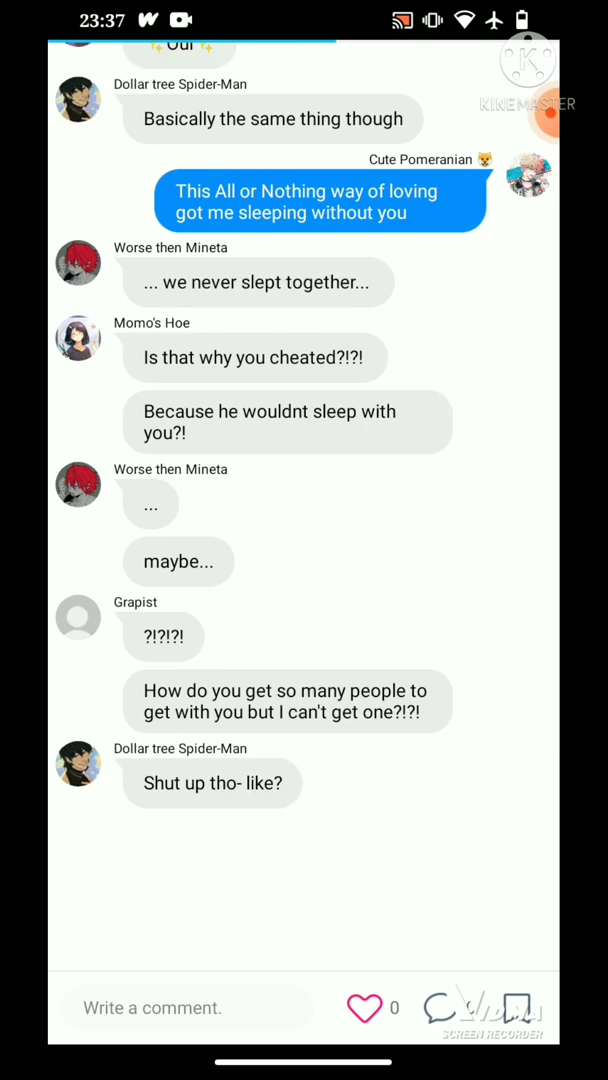 23:37
Oui
KINEMASTER
Dollar tree Spider-Man
Basically the same thing though
Cute Pomeranian
This All or Nothing way of loving
got me sleeping without you
Worse then Mineta
... we never slept together...
Momo's Hoe
Is that why you cheated?!?!
Because he wouldnt sleep with
you?!
Worse then Mineta
...
maybe...
Grapist
?!?!?!
How do you get so many people to
get with you but I can't get one?!?!
Dollar tree Spider-Man
Shut up tho- like?
Write a comment.
0
SCREEN RECORDER